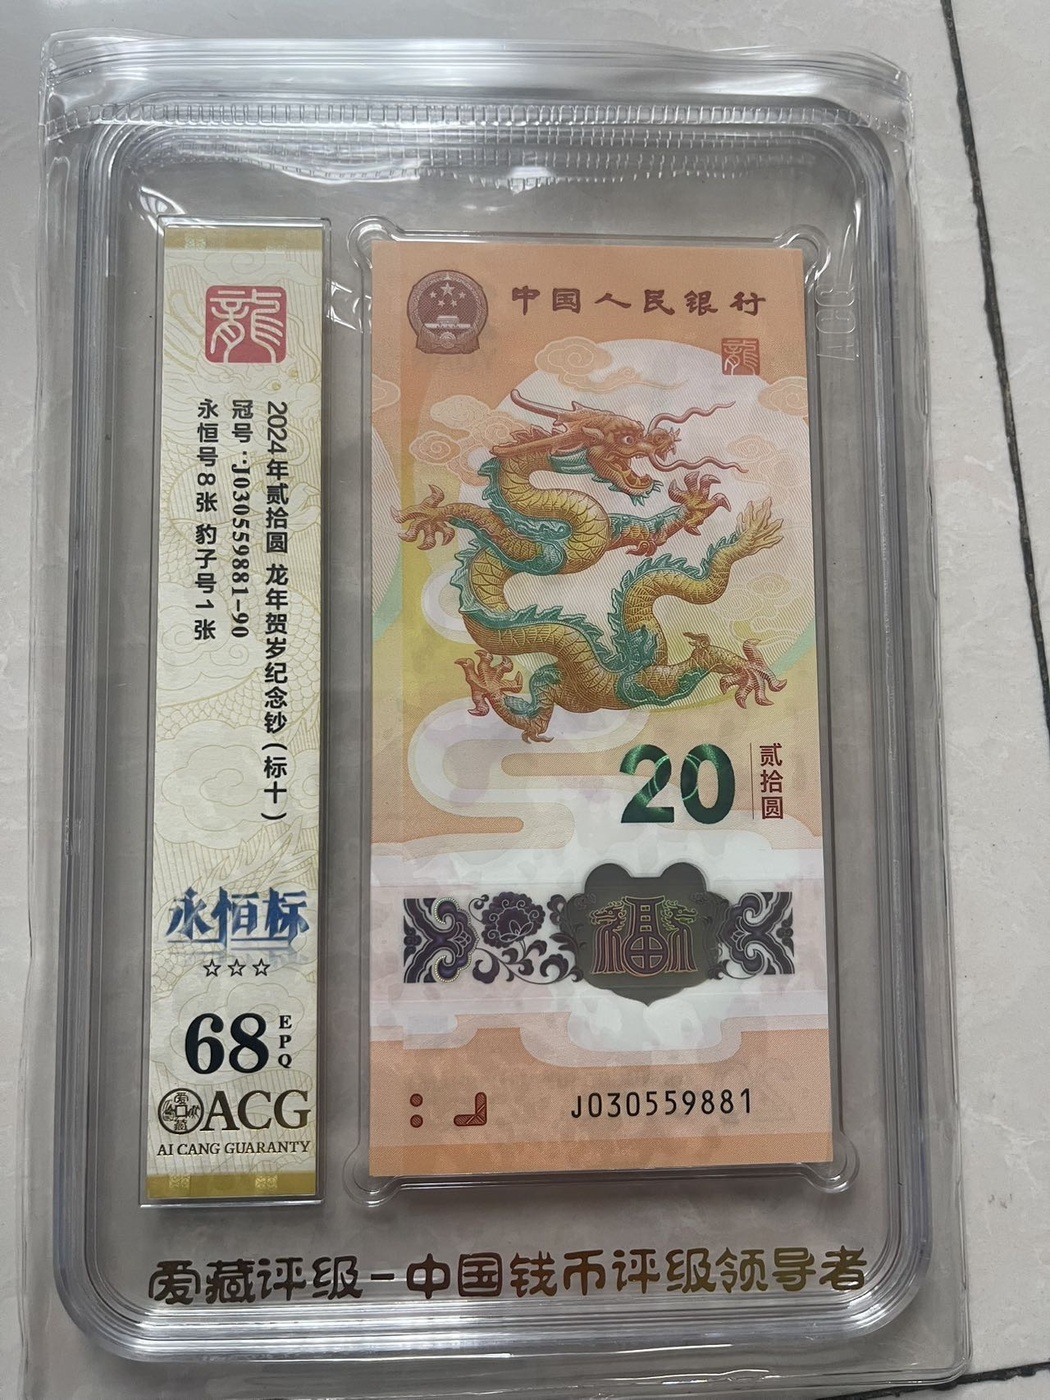 龍
2024年贰拾圆 龙年贺岁纪念钞(标十)
冠号:J030559881-90
永恒号8张 豹子号1张
永恒标
☆☆☆
68
EPQ
ACG
AI CANG GUARANTY
中国人民银行
龍
20
贰拾圆
福
J030559881
爱藏评级-中国钱币评级领导者